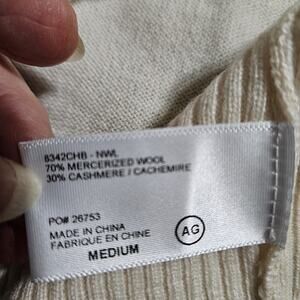 8342CHB - NWL
70% MERCERIZED WOOL
30% CASHMERE / CACHEMIRE
PO# 26753
MADE IN CHINA
FABRIQUE EN CHINE
AG
MEDIUM